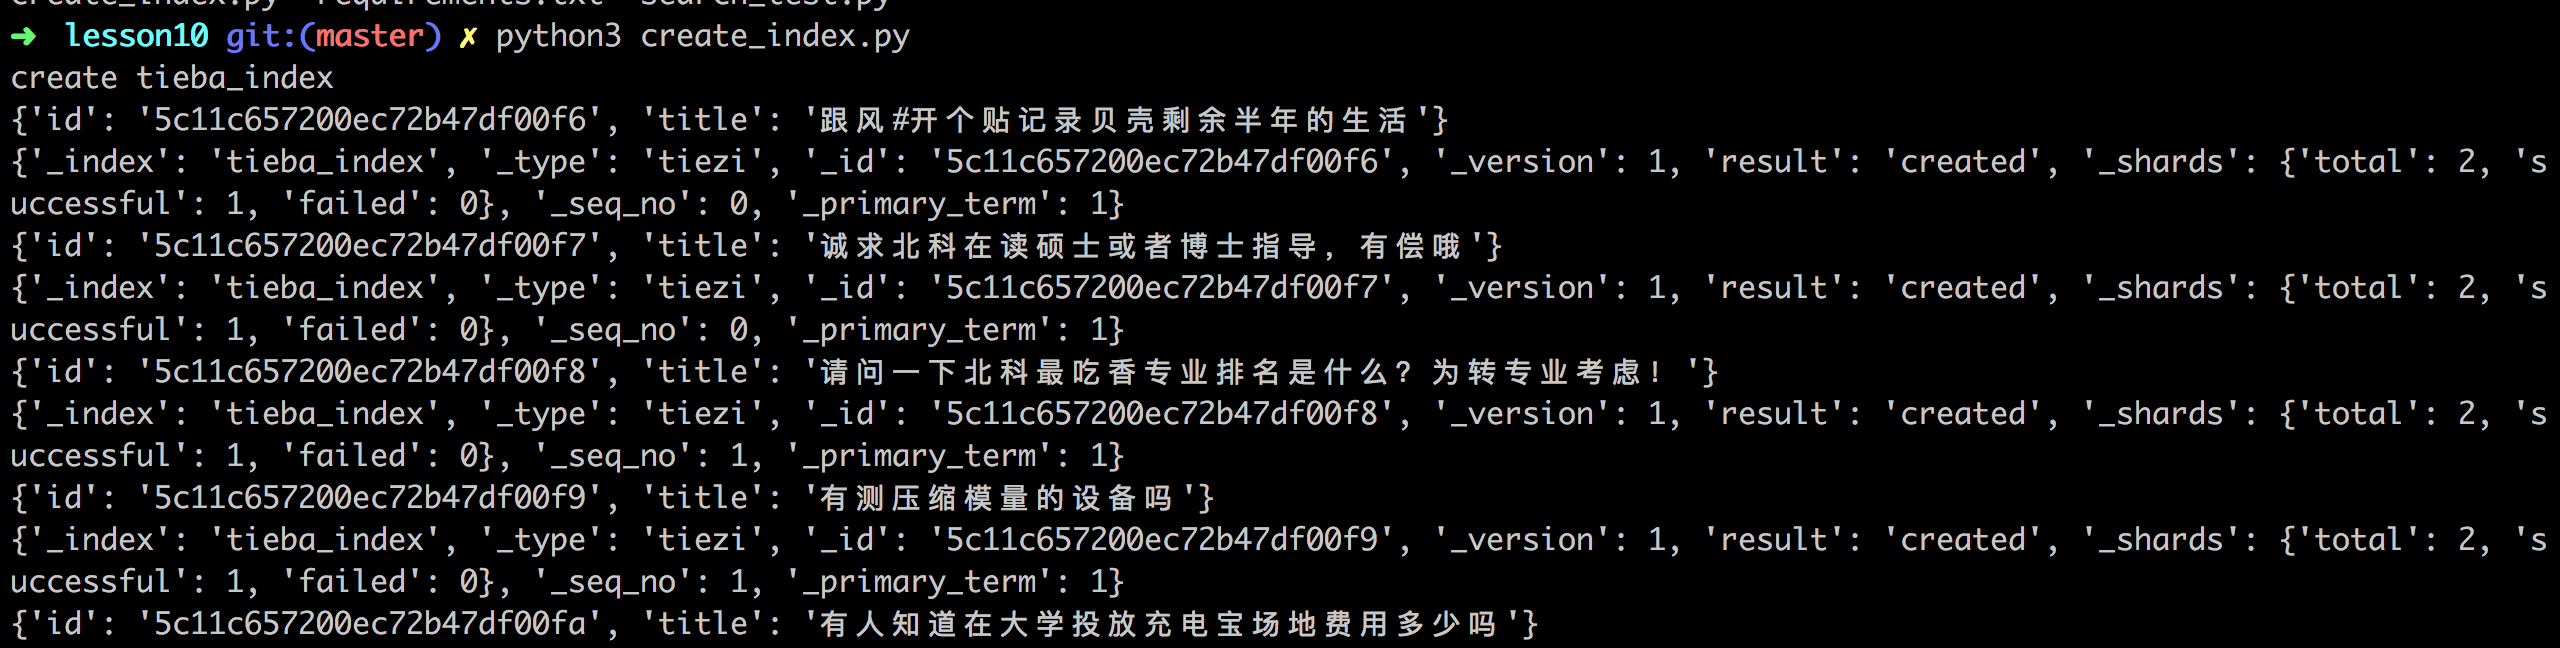 create_index.py  requirements.txt  search_test.py
➜  lesson10 git:(master) ✗ python3 create_index.py
create tieba_index
{'id': '5c11c657200ec72b47df00f6', 'title': '跟风#开个贴记录贝壳剩余半年的生活'}
{'_index': 'tieba_index', '_type': 'tiezi', '_id': '5c11c657200ec72b47df00f6', '_version': 1, 'result': 'created', '_shards': {'total': 2, 's
uccessful': 1, 'failed': 0}, '_seq_no': 0, '_primary_term': 1}
{'id': '5c11c657200ec72b47df00f7', 'title': '诚求北科在读硕士或者博士指导，有偿哦'}
{'_index': 'tieba_index', '_type': 'tiezi', '_id': '5c11c657200ec72b47df00f7', '_version': 1, 'result': 'created', '_shards': {'total': 2, 's
uccessful': 1, 'failed': 0}, '_seq_no': 0, '_primary_term': 1}
{'id': '5c11c657200ec72b47df00f8', 'title': '请问一下北科最吃香专业排名是什么？为转专业考虑！'}
{'_index': 'tieba_index', '_type': 'tiezi', '_id': '5c11c657200ec72b47df00f8', '_version': 1, 'result': 'created', '_shards': {'total': 2, 's
uccessful': 1, 'failed': 0}, '_seq_no': 1, '_primary_term': 1}
{'id': '5c11c657200ec72b47df00f9', 'title': '有测压缩模量的设备吗'}
{'_index': 'tieba_index', '_type': 'tiezi', '_id': '5c11c657200ec72b47df00f9', '_version': 1, 'result': 'created', '_shards': {'total': 2, 's
uccessful': 1, 'failed': 0}, '_seq_no': 1, '_primary_term': 1}
{'id': '5c11c657200ec72b47df00fa', 'title': '有人知道在大学投放充电宝场地费用多少吗'}